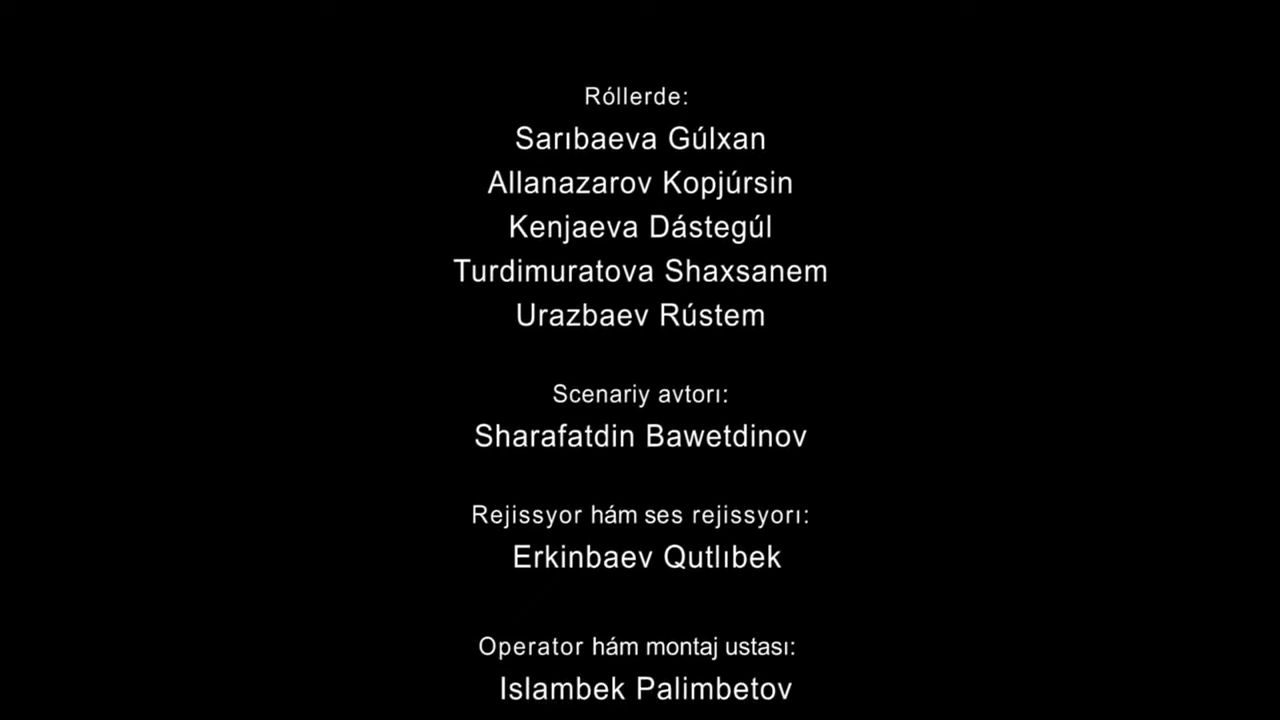 Róllerde:
Sarıbaeva Gúlxan
Allanazarov Kopjúrsin
Kenjaeva Dástegúl
Turdimuratova Shaxsanem
Urazbaev Rústem
Scenariy avtorı:
Sharafatdin Bawetdinov
Rejissyor hám ses rejissyorı:
Erkinbaev Qutlıbek
Operator hám montaj ustası:
Islambek Palimbetov